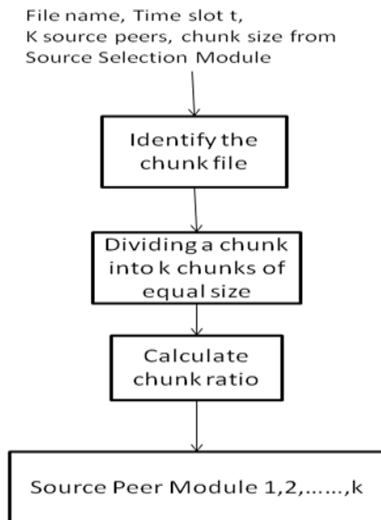 File name, Time slot t,
K source peers, chunk size from
Source Selection Module
Identify the
chunk file
Dividing a chunk
into k chunks of
equal size
Calculate
chunk ratio
Source Peer Module 1,2,......,k